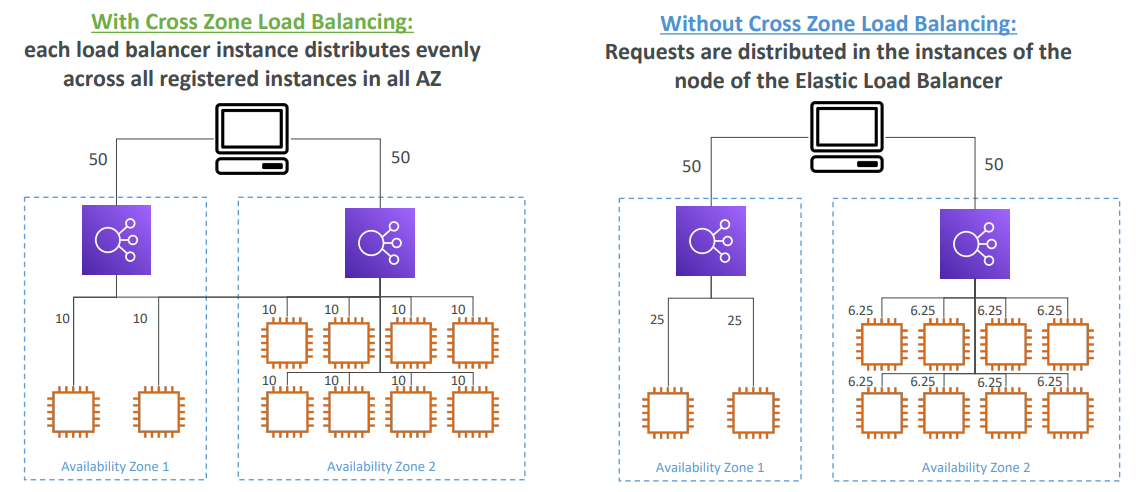 With Cross Zone Load Balancing:
each load balancer instance distributes evenly
across all registered instances in all AZ
50
50
10
10
10
10
10
10
10
10
10
10
Availability Zone 1
Availability Zone 2
Without Cross Zone Load Balancing:
Requests are distributed in the instances of the
node of the Elastic Load Balancer
50
50
25
25
6.25
6.25
6.25
6.25
6.25
6.25
6.25
6.25
Availability Zone 1
Availability Zone 2